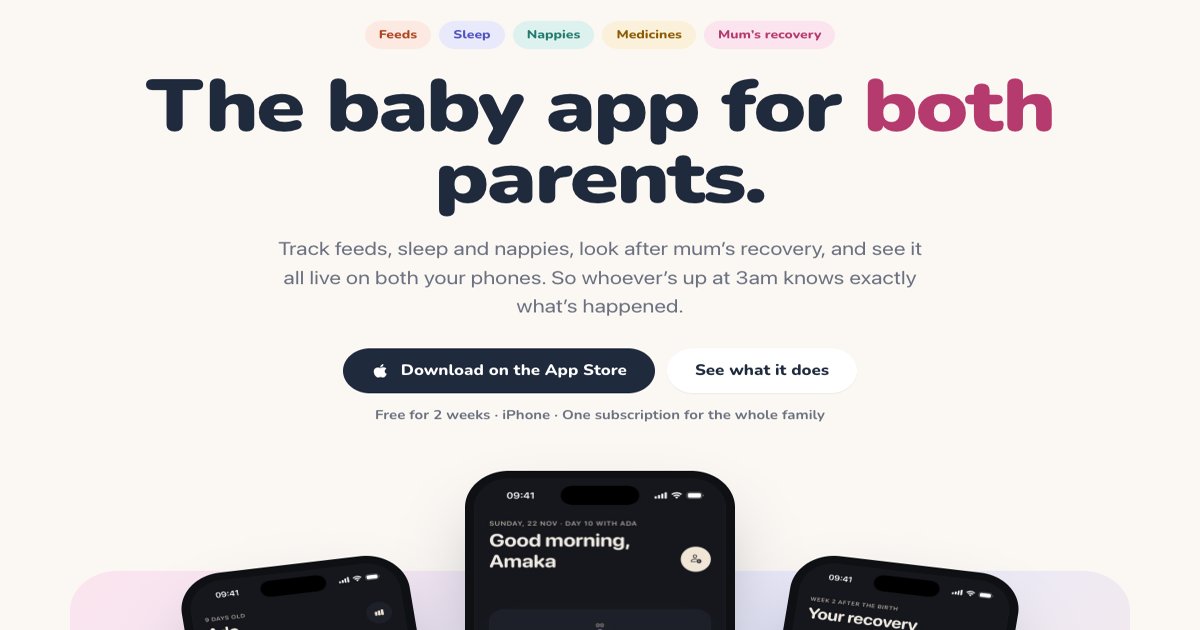 Feeds
Sleep
Nappies
Medicines
Mum's recovery
The baby app for both
parents.
Track feeds, sleep and nappies, look after mum's recovery, and see it
all live on both your phones. So whoever's up at 3am knows exactly
what's happened.
Download on the App Store
See what it does
Free for 2 weeks · iPhone · One subscription for the whole family
09:41
SUNDAY, 22 NOV · DAY 10 WITH ADA
Good morning,
Amaka
09:41
9 DAYS OLD
09:41
WEEK 2 AFTER THE BIRTH
Your recovery